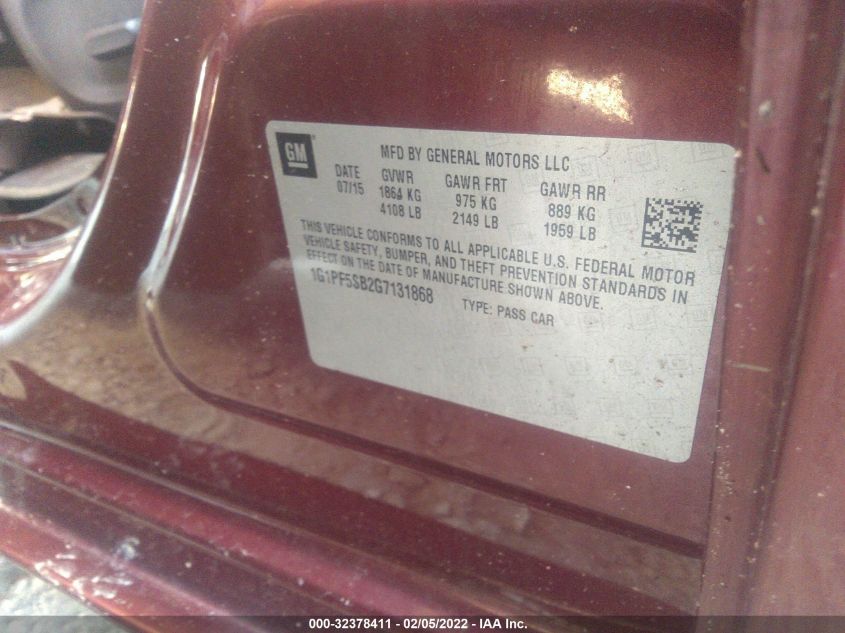 GM
MFD BY GENERAL MOTORS LLC
DATE GVWR GAWR FRT GAWR RR
07/15 1864 KG 975 KG 889 KG
4108 LB 2149 LB 1959 LB
THIS VEHICLE CONFORMS TO ALL APPLICABLE U.S. FEDERAL MOTOR
VEHICLE SAFETY, BUMPER, AND THEFT PREVENTION STANDARDS IN
EFFECT ON THE DATE OF MANUFACTURE SHOWN ABOVE.
1G1PF5SB2G7131868 TYPE: PASS CAR
000-32378411 - 02/05/2022 - IAA Inc.